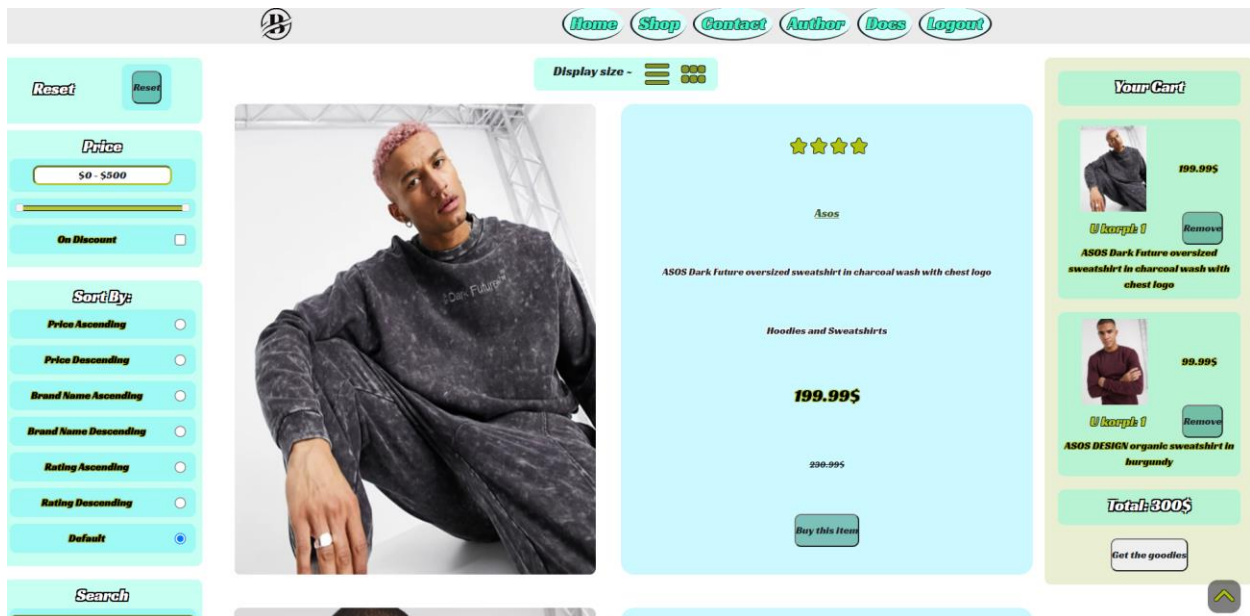 B
Home
Shop
Contact
Author
Docs
Logout
Reset
Reset
Price
$0 - $500
On Discount
Sort By:
Price Ascending
Price Descending
Brand Name Ascending
Brand Name Descending
Rating Ascending
Rating Descending
Default
Search
Display size ~
Dark Future
Asos
ASOS Dark Future oversized sweatshirt in charcoal wash with chest logo
Hoodies and Sweatshirts
199.99$
230.99$
Buy this Item
Your Cart
199.99$
U korpi: 1
Remove
ASOS Dark Future oversized
sweatshirt in charcoal wash with
chest logo
99.99$
U korpi: 1
Remove
ASOS DESIGN organic sweatshirt in
burgundy
Total: 300$
Get the goodies